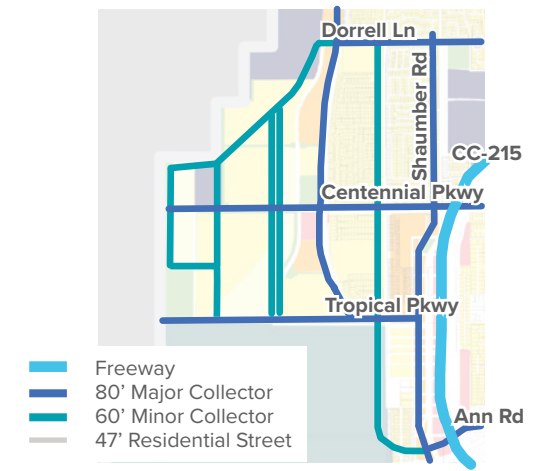 Dorrell Ln
Shaumber Rd
CC-215
Centennial Pkwy
Tropical Pkwy
Ann Rd
Freeway
80’ Major Collector
60’ Minor Collector
47’ Residential Street